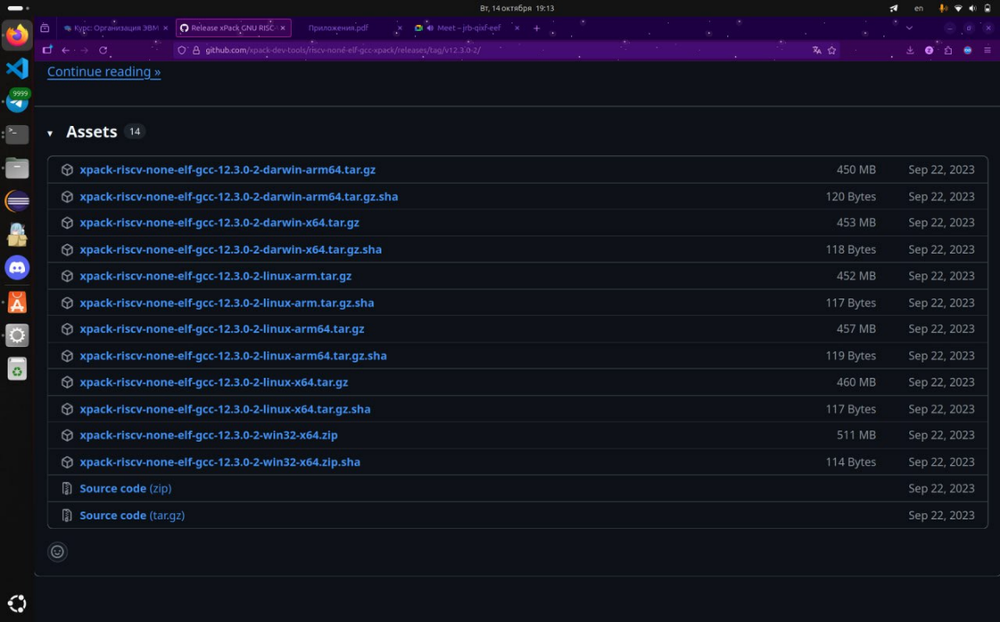 Вт, 14 октября 19:13
en
Курс: Организация ЭВМ
Release xPack GNU RISC-
Приложения.pdf
Meet – jrb-qixf-eef
github.com/xpack-dev-tools/riscv-none-elf-gcc-xpack/releases/tag/v12.3.0-2/
9999
Continue reading »
Assets 14
xpack-riscv-none-elf-gcc-12.3.0-2-darwin-arm64.tar.gz 450 MB Sep 22, 2023
xpack-riscv-none-elf-gcc-12.3.0-2-darwin-arm64.tar.gz.sha 120 Bytes Sep 22, 2023
xpack-riscv-none-elf-gcc-12.3.0-2-darwin-x64.tar.gz 453 MB Sep 22, 2023
xpack-riscv-none-elf-gcc-12.3.0-2-darwin-x64.tar.gz.sha 118 Bytes Sep 22, 2023
xpack-riscv-none-elf-gcc-12.3.0-2-linux-arm.tar.gz 452 MB Sep 22, 2023
xpack-riscv-none-elf-gcc-12.3.0-2-linux-arm.tar.gz.sha 117 Bytes Sep 22, 2023
xpack-riscv-none-elf-gcc-12.3.0-2-linux-arm64.tar.gz 457 MB Sep 22, 2023
xpack-riscv-none-elf-gcc-12.3.0-2-linux-arm64.tar.gz.sha 119 Bytes Sep 22, 2023
xpack-riscv-none-elf-gcc-12.3.0-2-linux-x64.tar.gz 460 MB Sep 22, 2023
xpack-riscv-none-elf-gcc-12.3.0-2-linux-x64.tar.gz.sha 117 Bytes Sep 22, 2023
xpack-riscv-none-elf-gcc-12.3.0-2-win32-x64.zip 511 MB Sep 22, 2023
xpack-riscv-none-elf-gcc-12.3.0-2-win32-x64.zip.sha 114 Bytes Sep 22, 2023
Source code (zip) Sep 22, 2023
Source code (tar.gz) Sep 22, 2023